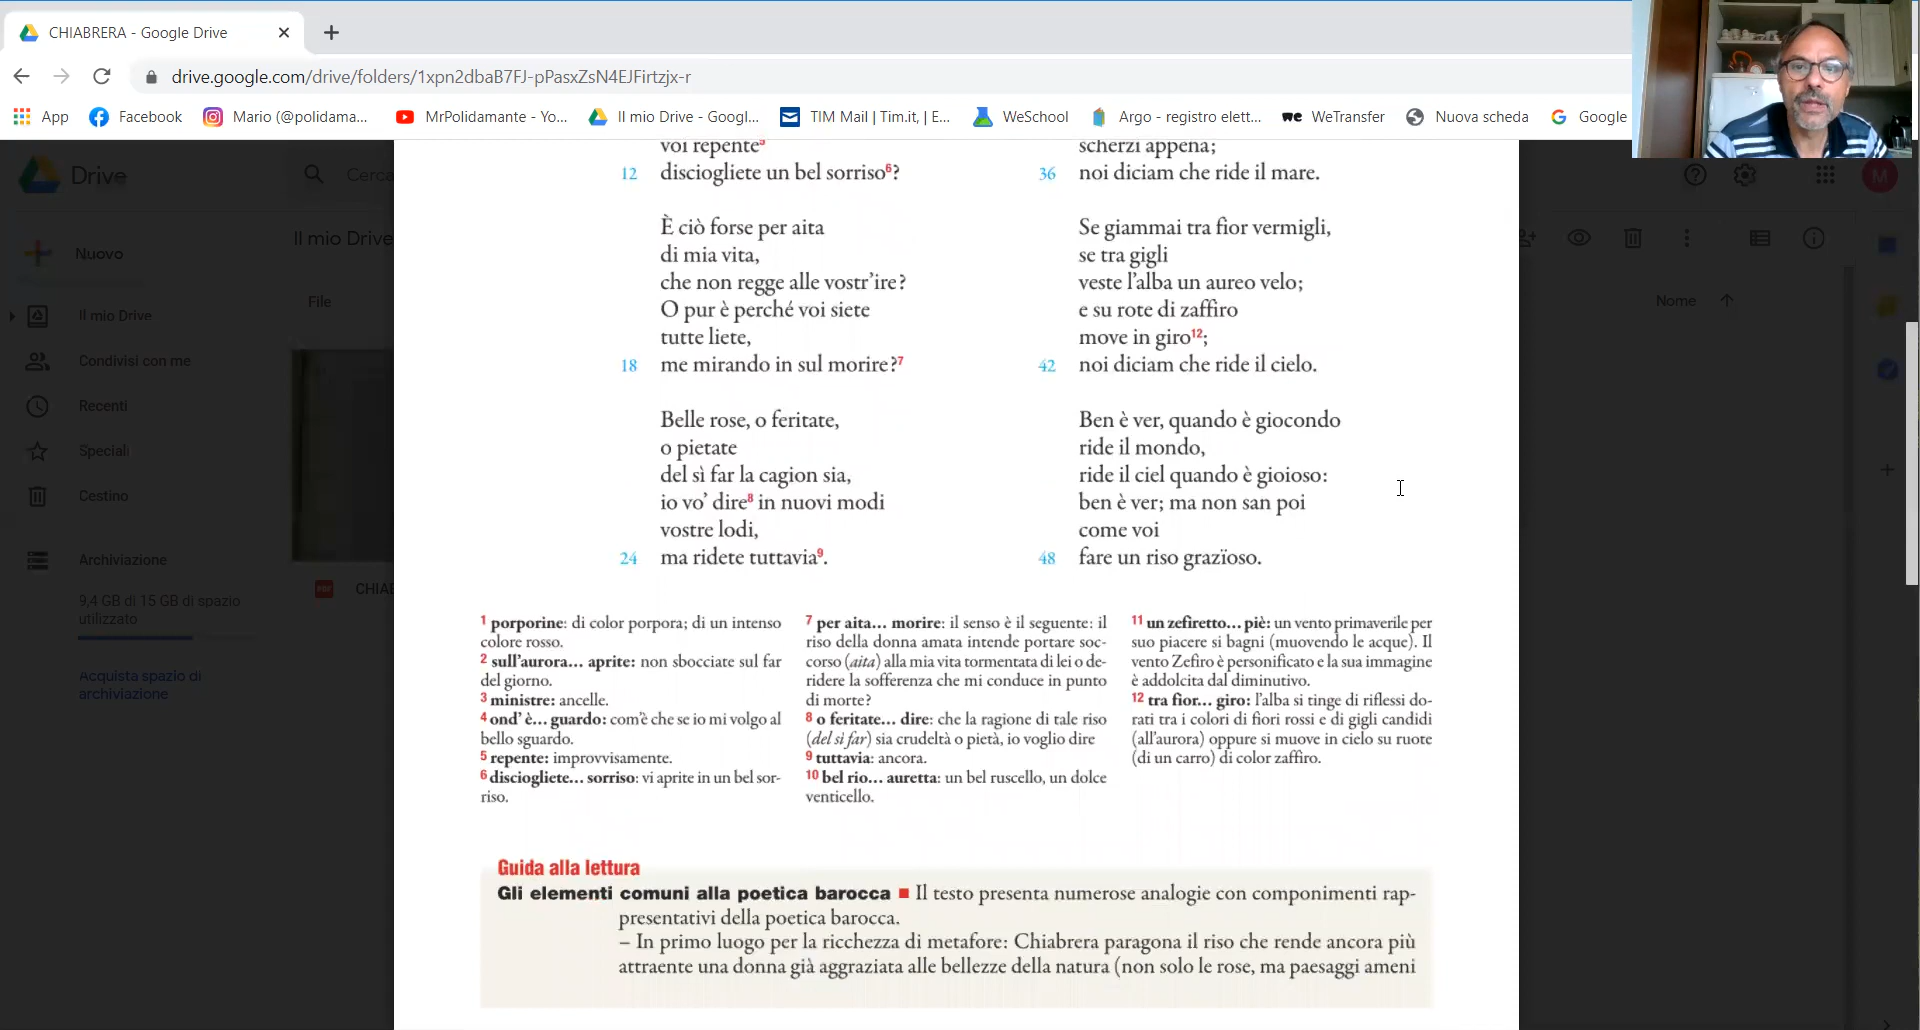 CHIABRERA - Google Drive
drive.google.com/drive/folders/1xpn2dbaB7FJ-pPasxZsN4EJFirtzjx-r
App Facebook Mario (@polidama... MrPolidamante - Yo... Il mio Drive - Googl... TIM Mail | Tim.it, | E... WeSchool Argo - registro elett... WeTransfer Nuova scheda Google
Drive
Cerca
M
Il mio Drive
Nuovo
File
Nome
Il mio Drive
Condivisi con me
Recenti
Speciali
Cestino
Archiviazione
9,4 GB di 15 GB di spazio
utilizzato
Acquista spazio di
archiviazione
PDF CHIAB
voi repente5
12 disciogliete un bel sorriso6?
È ciò forse per aita
di mia vita,
che non regge alle vostr'ire?
O pur è perché voi siete
tutte liete,
18 me mirando in sul morire?7
Belle rose, o feritate,
o pietate
del sì far la cagion sia,
io vo' dire8 in nuovi modi
vostre lodi,
24 ma ridete tuttavia9.
scherzi appena;
36 noi diciam che ride il mare.
Se giammai tra fior vermigli,
se tra gigli
veste l'alba un aureo velo;
e su rote di zaffiro
move in giro12;
42 noi diciam che ride il cielo.
Ben è ver, quando è giocondo
ride il mondo,
ride il ciel quando è gioioso:
ben è ver; ma non san poi
come voi
48 fare un riso grazïoso.
1 porporine: di color porpora; di un intenso
colore rosso.
2 sull'aurora... aprite: non sbocciate sul far
del giorno.
3 ministre: ancelle.
4 ond' è... guardo: com'è che se io mi volgo al
bello sguardo.
5 repente: improvvisamente.
6 disciogliete... sorriso: vi aprite in un bel sor-
riso.
7 per aita... morire: il senso è il seguente: il
riso della donna amata intende portare soc-
corso (aita) alla mia vita tormentata di lei o de-
ridere la sofferenza che mi conduce in punto
di morte?
8 o feritate... dire: che la ragione di tale riso
(del sì far) sia crudeltà o pietà, io voglio dire
9 tuttavia: ancora.
10 bel rio... auretta: un bel ruscello, un dolce
venticello.
11 un zefiretto... piè: un vento primaverile per
suo piacere si bagni (muovendo le acque). Il
vento Zefiro è personificato e la sua immagine
è addolcita dal diminutivo.
12 tra fior... giro: l'alba si tinge di riflessi do-
rati tra i colori di fiori rossi e di gigli candidi
(all'aurora) oppure si muove in cielo su ruote
(di un carro) di color zaffiro.
Guida alla lettura
Gli elementi comuni alla poetica barocca ■ Il testo presenta numerose analogie con componimenti rap-
presentativi della poetica barocca.
– In primo luogo per la ricchezza di metafore: Chiabrera paragona il riso che rende ancora più
attraente una donna già aggraziata alle bellezze della natura (non solo le rose, ma paesaggi ameni